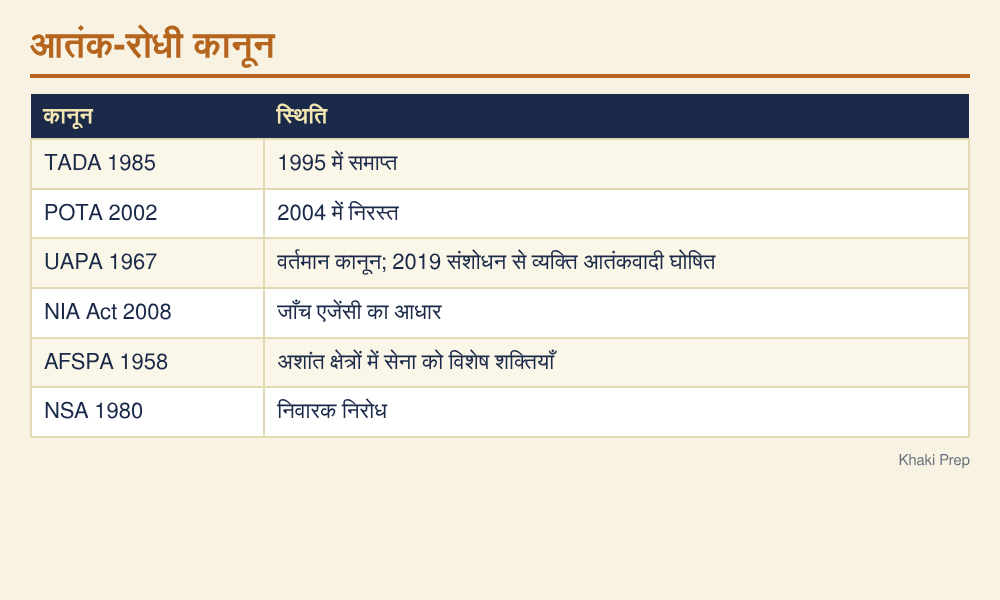 आतंक-रोधी कानून
कानून स्थिति
TADA 1985 1995 में समाप्त
POTA 2002 2004 में निरस्त
UAPA 1967 वर्तमान कानून; 2019 संशोधन से व्यक्ति आतंकवादी घोषित
NIA Act 2008 जाँच एजेंसी का आधार
AFSPA 1958 अशांत क्षेत्रों में सेना को विशेष शक्तियाँ
NSA 1980 निवारक निरोध
Khaki Prep